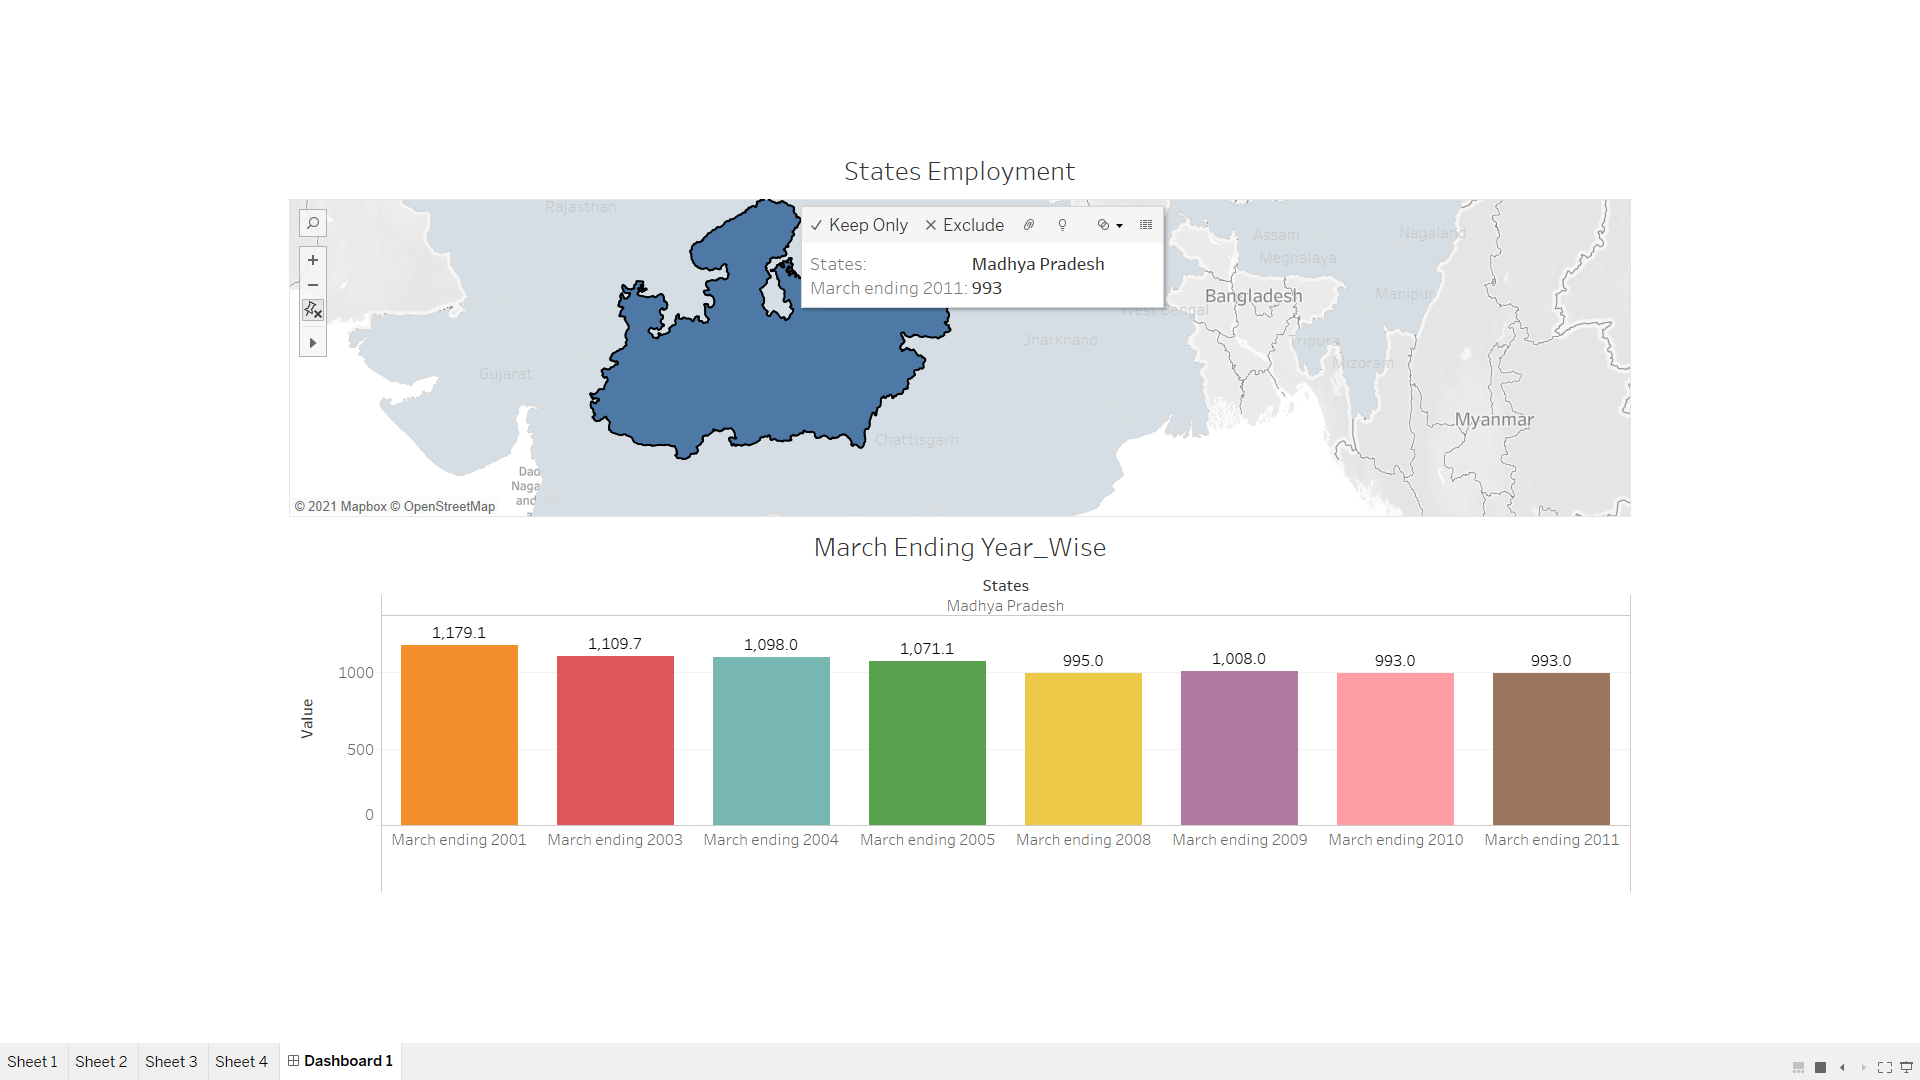 States Employment
Rajasthan
Keep Only
Exclude
States: Madhya Pradesh
March ending 2011: 993
Assam
Nagaland
Meghalaya
Manipur
Bangladesh
West Bengal
Jharkhand
Tripura
Mizoram
Gujarat
Myanmar
Chattisgarh
Dad
Naga
and
© 2021 Mapbox © OpenStreetMap
March Ending Year_Wise
States
Madhya Pradesh
1,179.1 1,109.7 1,098.0 1,071.1 995.0 1,008.0 993.0 993.0
Value
1000
500
0
March ending 2001 March ending 2003 March ending 2004 March ending 2005 March ending 2008 March ending 2009 March ending 2010 March ending 2011
Sheet 1 Sheet 2 Sheet 3 Sheet 4 Dashboard 1